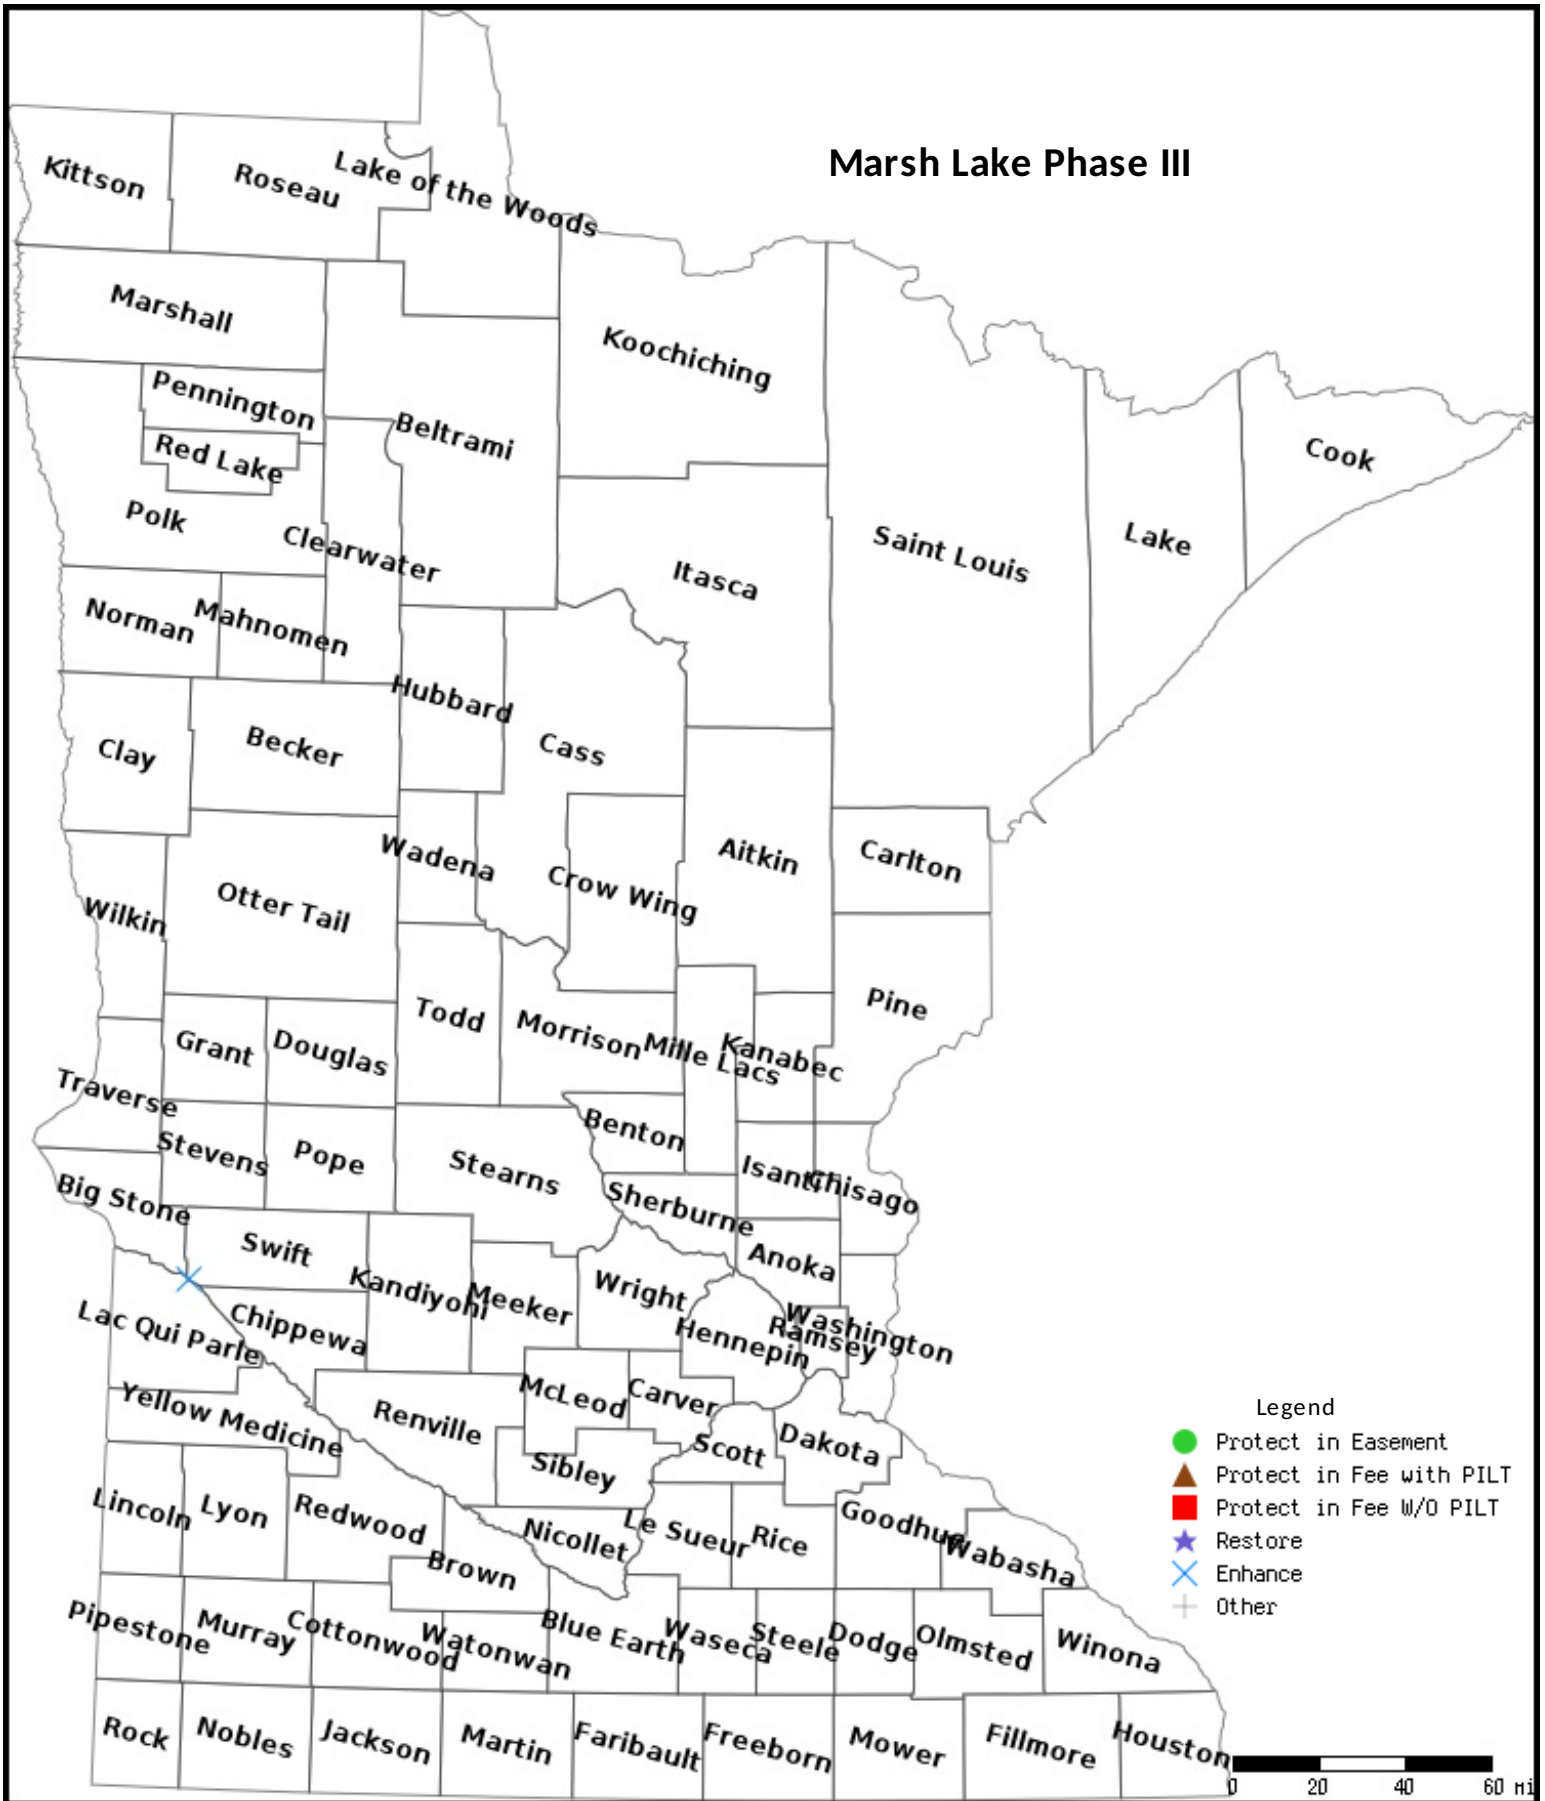 Marsh Lake Phase III
Kittson
Roseau
Lake of the Woods
Marshall
Koochiching
Pennington
Beltrami
Red Lake
Cook
Polk
Clearwater
Saint Louis
Lake
Itasca
Norman
Mahnomen
Hubbard
Cass
Clay
Becker
Wadena
Aitkin
Carlton
Crow Wing
Otter Tail
Wilkin
Todd
Morrison
Mille Lacs
Kanabec
Pine
Grant
Douglas
Traverse
Benton
Stevens
Pope
Stearns
Isanti
Chisago
Big Stone
Sherburne
Swift
Anoka
Kandiyohi
Meeker
Wright
Washington
Ramsey
Hennepin
Lac Qui Parle
Chippewa
McLeod
Carver
Yellow Medicine
Renville
Scott
Dakota
Sibley
Lincoln
Lyon
Redwood
Nicollet
Le Sueur
Rice
Goodhue
Wabasha
Brown
Pipestone
Murray
Cottonwood
Watonwan
Blue Earth
Waseca
Steele
Dodge
Olmsted
Winona
Rock
Nobles
Jackson
Martin
Faribault
Freeborn
Mower
Fillmore
Houston
Legend
Protect in Easement
Protect in Fee with PILT
Protect in Fee W/O PILT
Restore
Enhance
Other
0 20 40 60 Mi